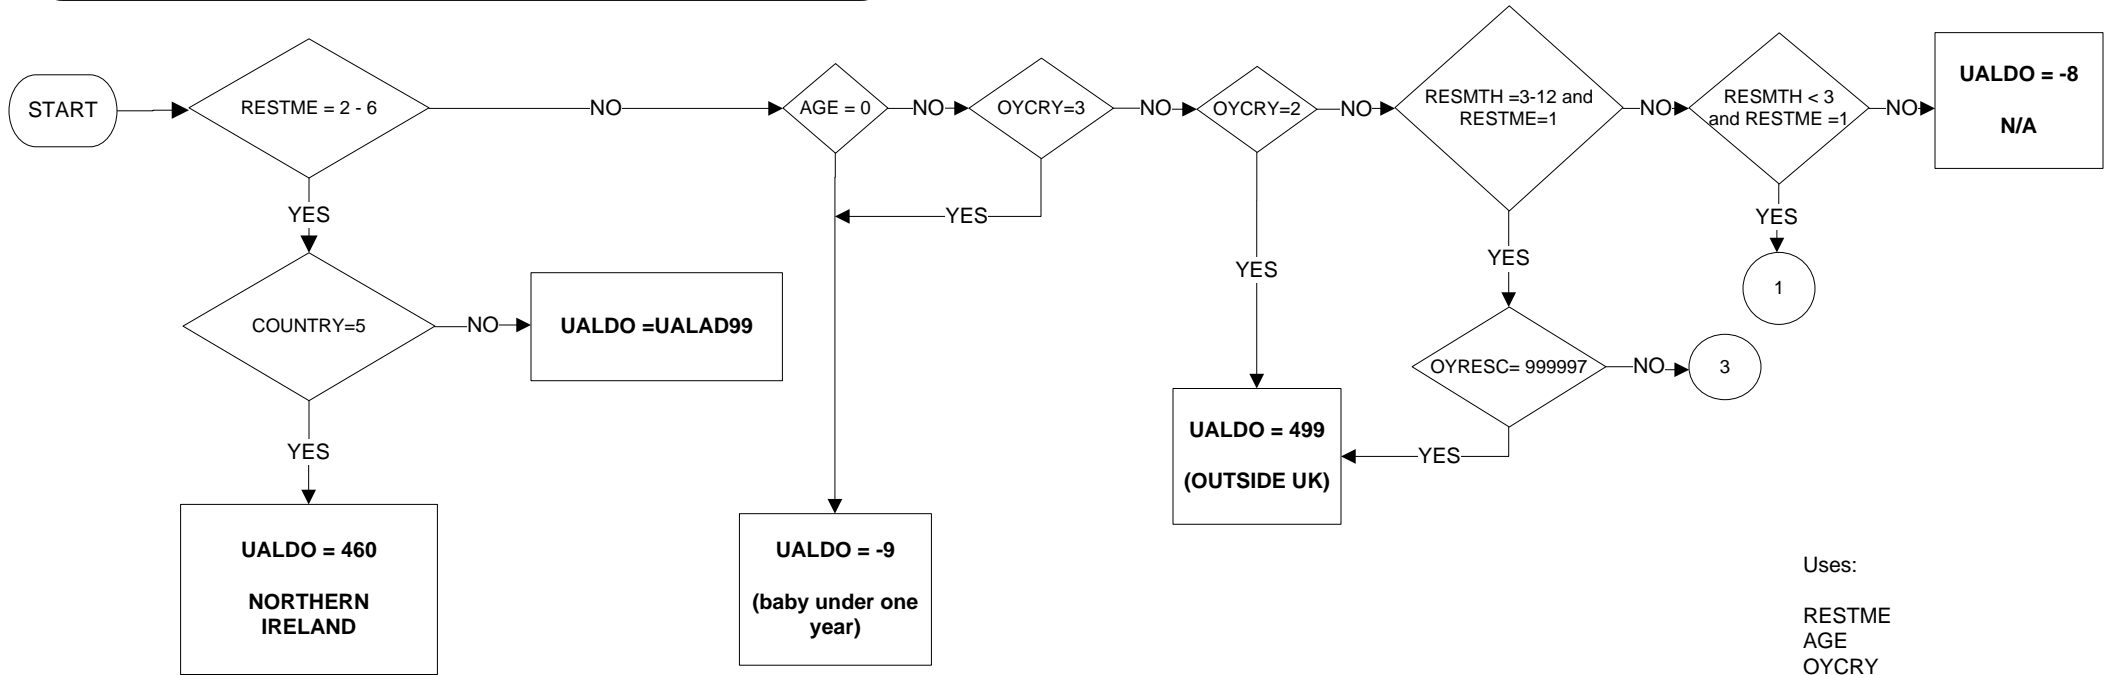 START
RESTME = 2 - 6
NO
AGE = 0
NO
OYCRY=3
NO
OYCRY=2
NO
RESMTH =3-12 and
RESTME=1
NO
RESMTH < 3
and RESTME =1
NO
UALDO = -8
N/A
YES
YES
YES
YES
YES
COUNTRY=5
NO
UALDO =UALAD99
1
OYRESC= 999997
NO
3
YES
YES
UALDO = 499
(OUTSIDE UK)
UALDO = 460
NORTHERN
IRELAND
UALDO = -9
(baby under one
year)
Uses:
RESTME
AGE
OYCRY